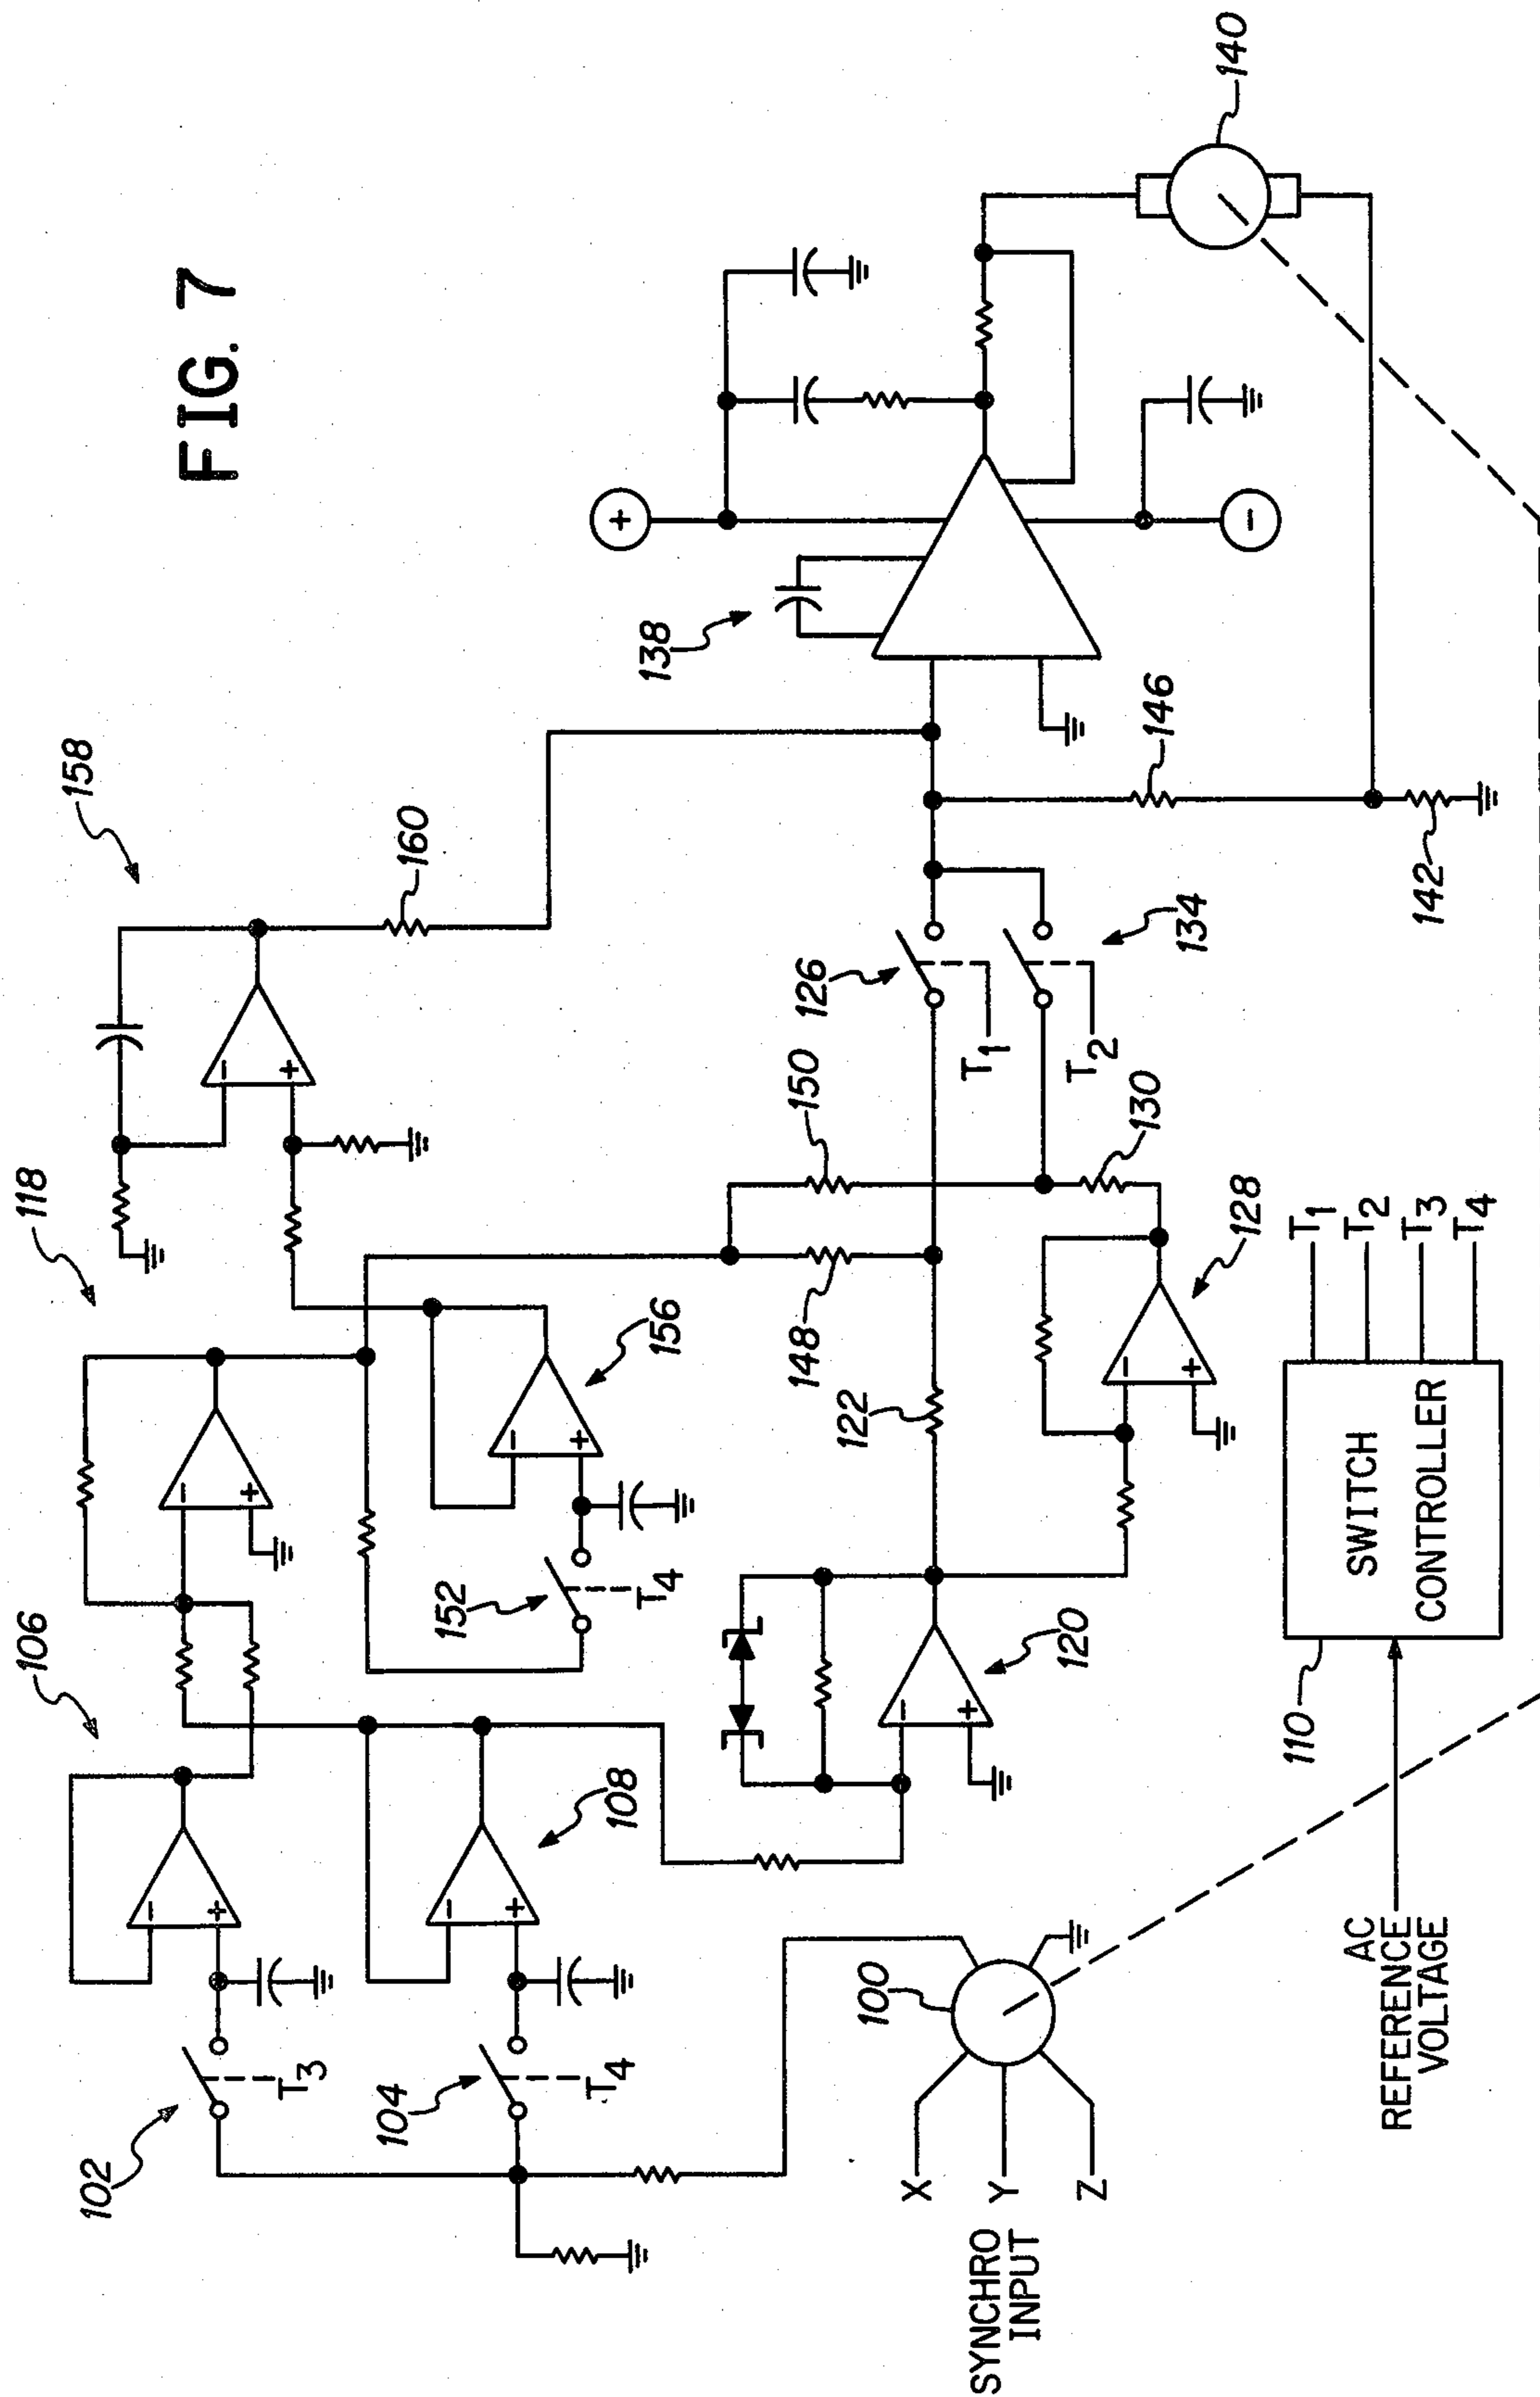 FIG. 7
118
158
106
102
T3
104
T4
108
152
T4
156
160
138
140
100
X
Y
Z
SYNCHRO
INPUT
120
122
148
150
126
T1
T2
134
130
128
146
142
110
SWITCH
CONTROLLER
T1
T2
T3
T4
AC
REFERENCE
VOLTAGE
+
-
-
+
-
+
-
+
-
+
-
+
-
+
-
+